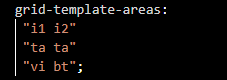 grid-template-areas:
"i1 i2"
"ta ta"
"vi bt";